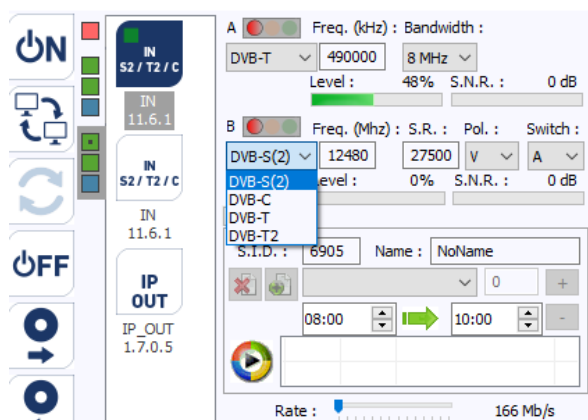 ON
OFF
IN
S2 / T2 / C
IN
11.6.1
IN
S2 / T2 / C
IN
11.6.1
IP
OUT
IP_OUT
1.7.0.5
A Freq. (kHz) : Bandwidth :
DVB-T 490000 8 MHz
Level : 48% S.N.R. : 0 dB
B Freq. (Mhz) : S.R. : Pol. : Switch :
DVB-S(2) 12480 27500 V A
DVB-S(2) evel : 0% S.N.R. : 0 dB
DVB-C
DVB-T
DVB-T2
S.I.D. : 6905 Name : NoName
0 +
08:00 10:00 -
Rate : 166 Mb/s